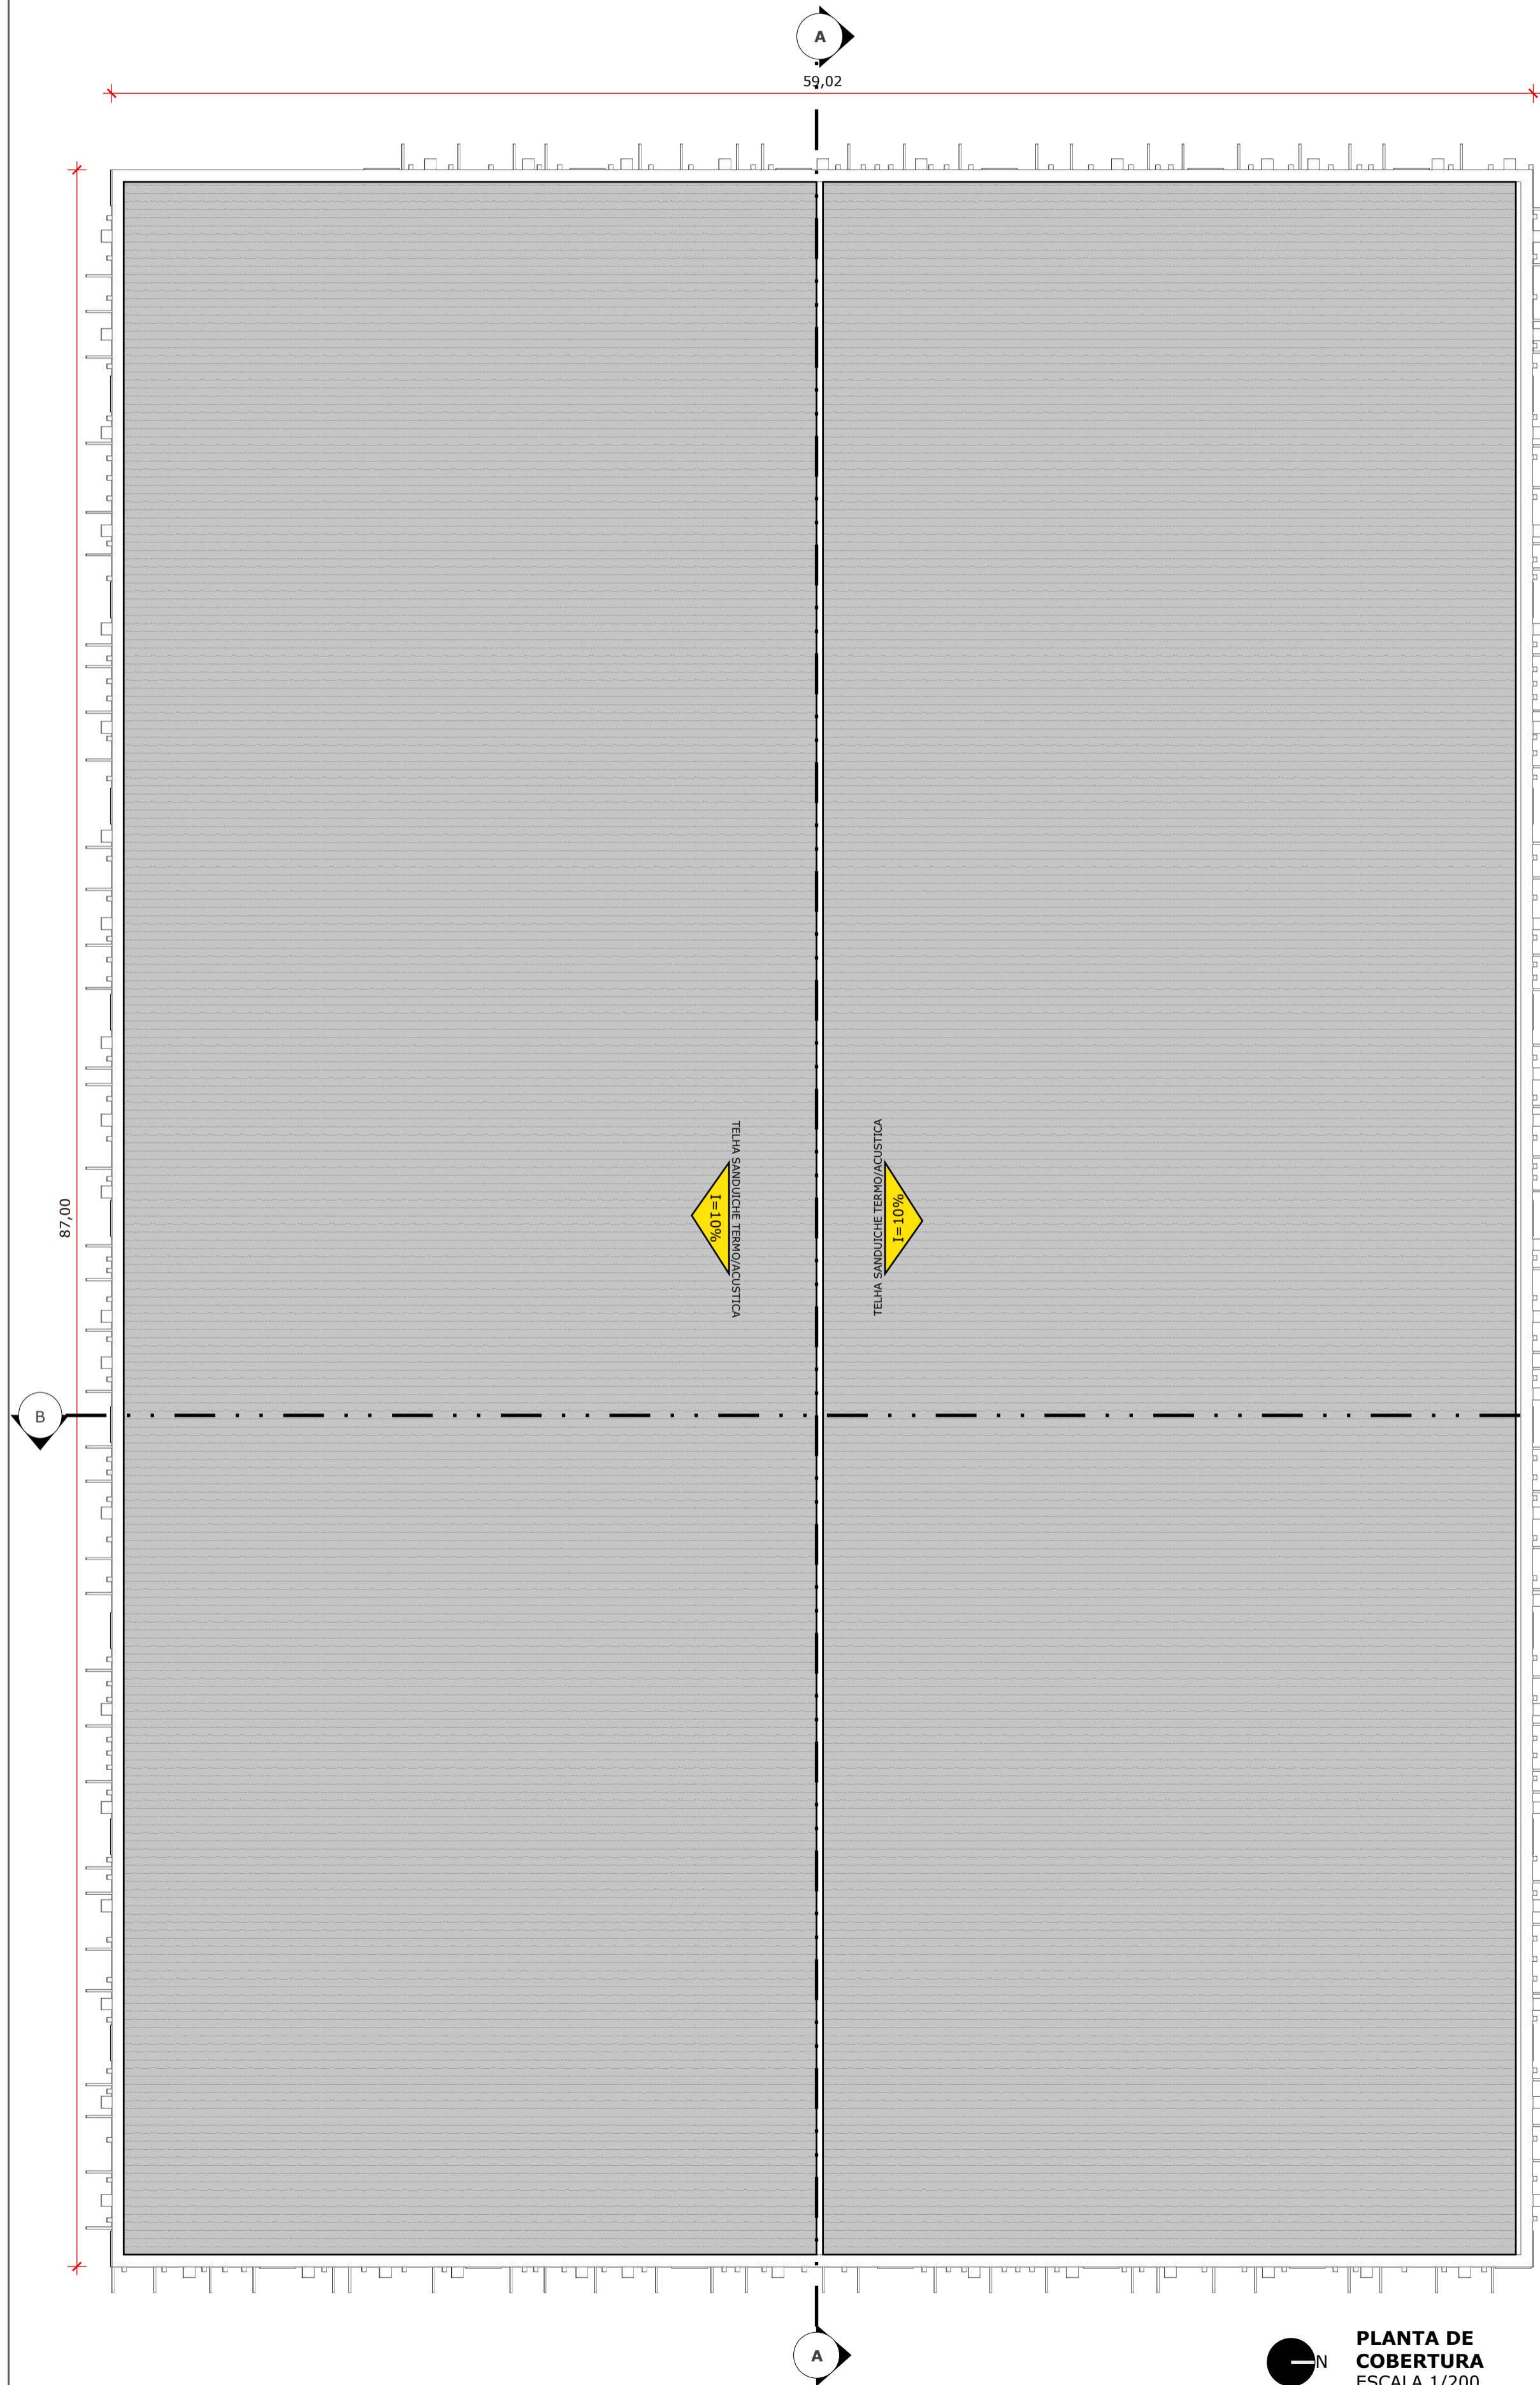 A
59,02
87,00
TELHA SANDUICHE TERMO/ACUSTICA
I=10%
TELHA SANDUICHE TERMO/ACUSTICA
I=10%
B
A
N
PLANTA DE
COBERTURA
ESCALA 1/200